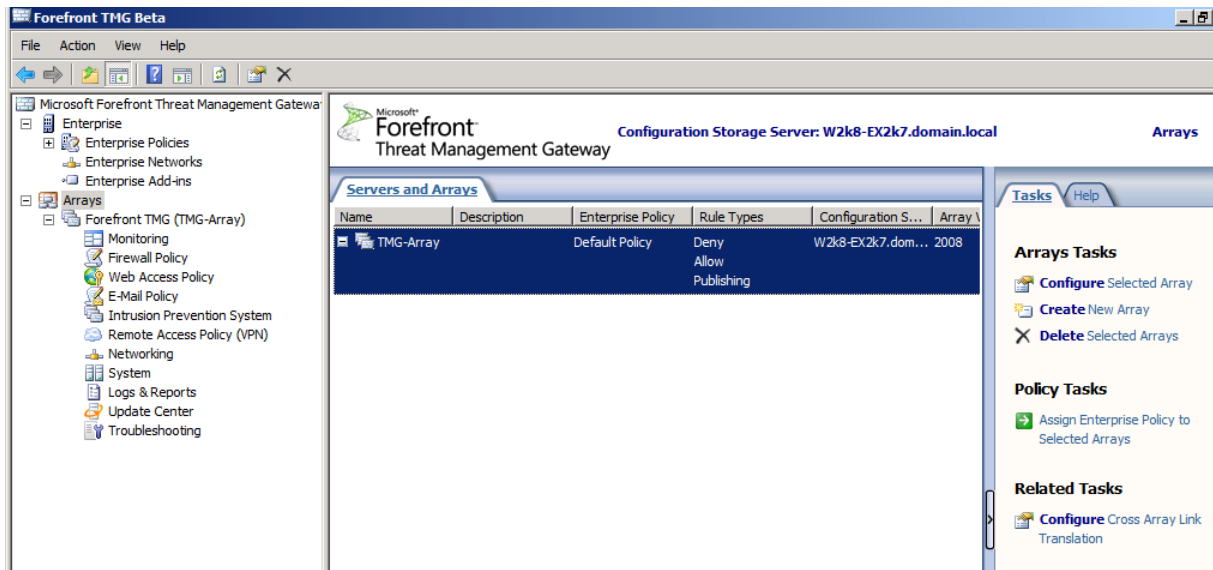 Forefront TMG Beta
File Action View Help
Microsoft Forefront Threat Management Gatewa
Enterprise
Enterprise Policies
Enterprise Networks
Enterprise Add-ins
Arrays
Forefront TMG (TMG-Array)
Monitoring
Firewall Policy
Web Access Policy
E-Mail Policy
Intrusion Prevention System
Remote Access Policy (VPN)
Networking
System
Logs & Reports
Update Center
Troubleshooting
Microsoft®
Forefront™
Threat Management Gateway
Configuration Storage Server: W2k8-EX2k7.domain.local
Arrays
Servers and Arrays
Name Description Enterprise Policy Rule Types Configuration S... Array V
TMG-Array Default Policy Deny W2k8-EX2k7.dom... 2008
Allow
Publishing
Tasks Help
Arrays Tasks
Configure Selected Array
Create New Array
Delete Selected Arrays
Policy Tasks
Assign Enterprise Policy to
Selected Arrays
Related Tasks
Configure Cross Array Link
Translation